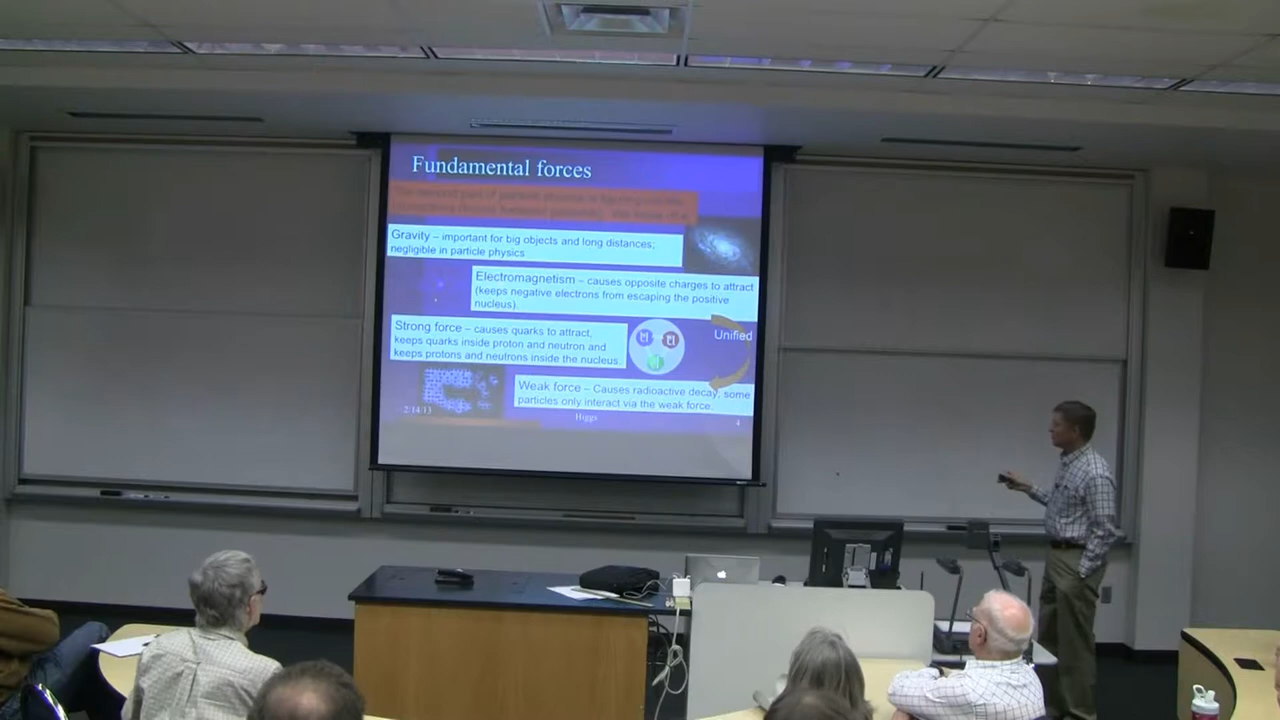 Fundamental forces
Gravity – important for big objects and long distances;
negligible in particle physics
Electromagnetism – causes opposite charges to attract
(keeps negative electrons from escaping the positive
nucleus).
Strong force – causes quarks to attract,
keeps quarks inside proton and neutron and
keeps protons and neutrons inside the nucleus.
Unified
Weak force – Causes radioactive decay, some
particles only interact via the weak force.
2/14/13
Higgs
4